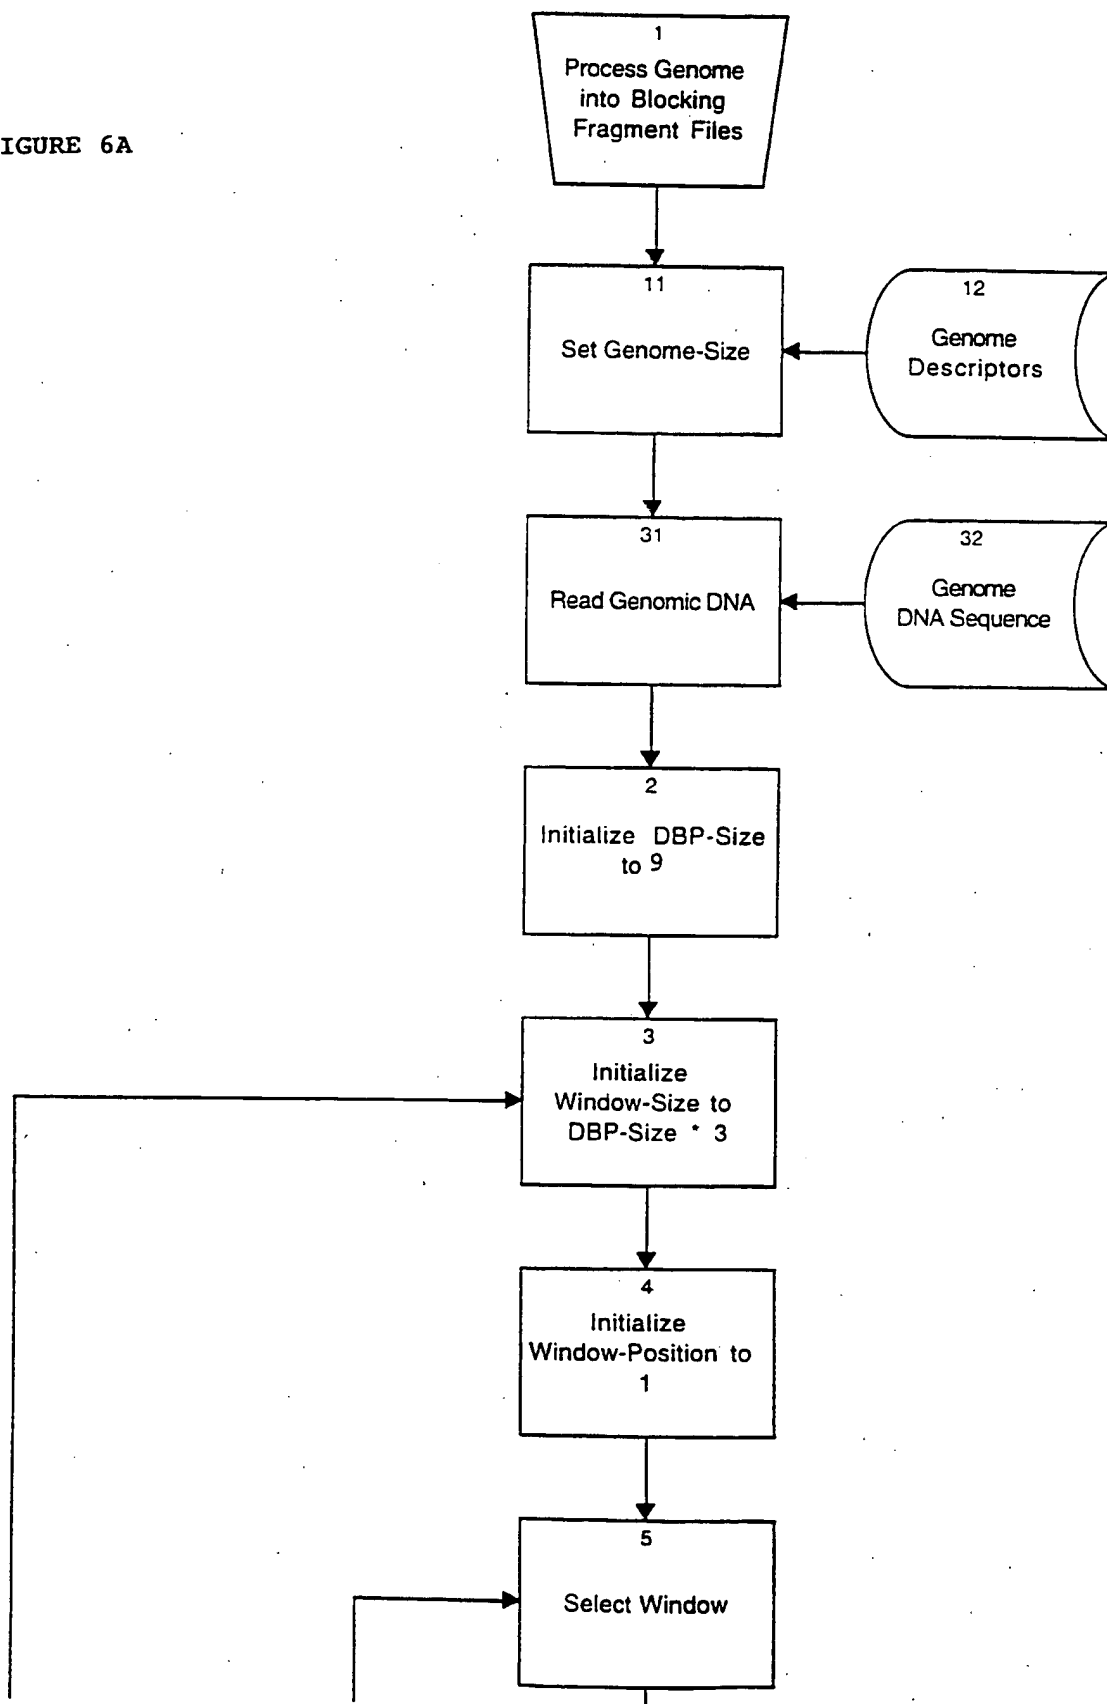 1
Process Genome
into Blocking
Fragment Files
IGURE 6A
11
Set Genome-Size
12
Genome
Descriptors
31
Read Genomic DNA
32
Genome
DNA Sequence
2
Initialize DBP-Size
to 9
3
Initialize
Window-Size to
DBP-Size * 3
4
Initialize
Window-Position to
1
5
Select Window